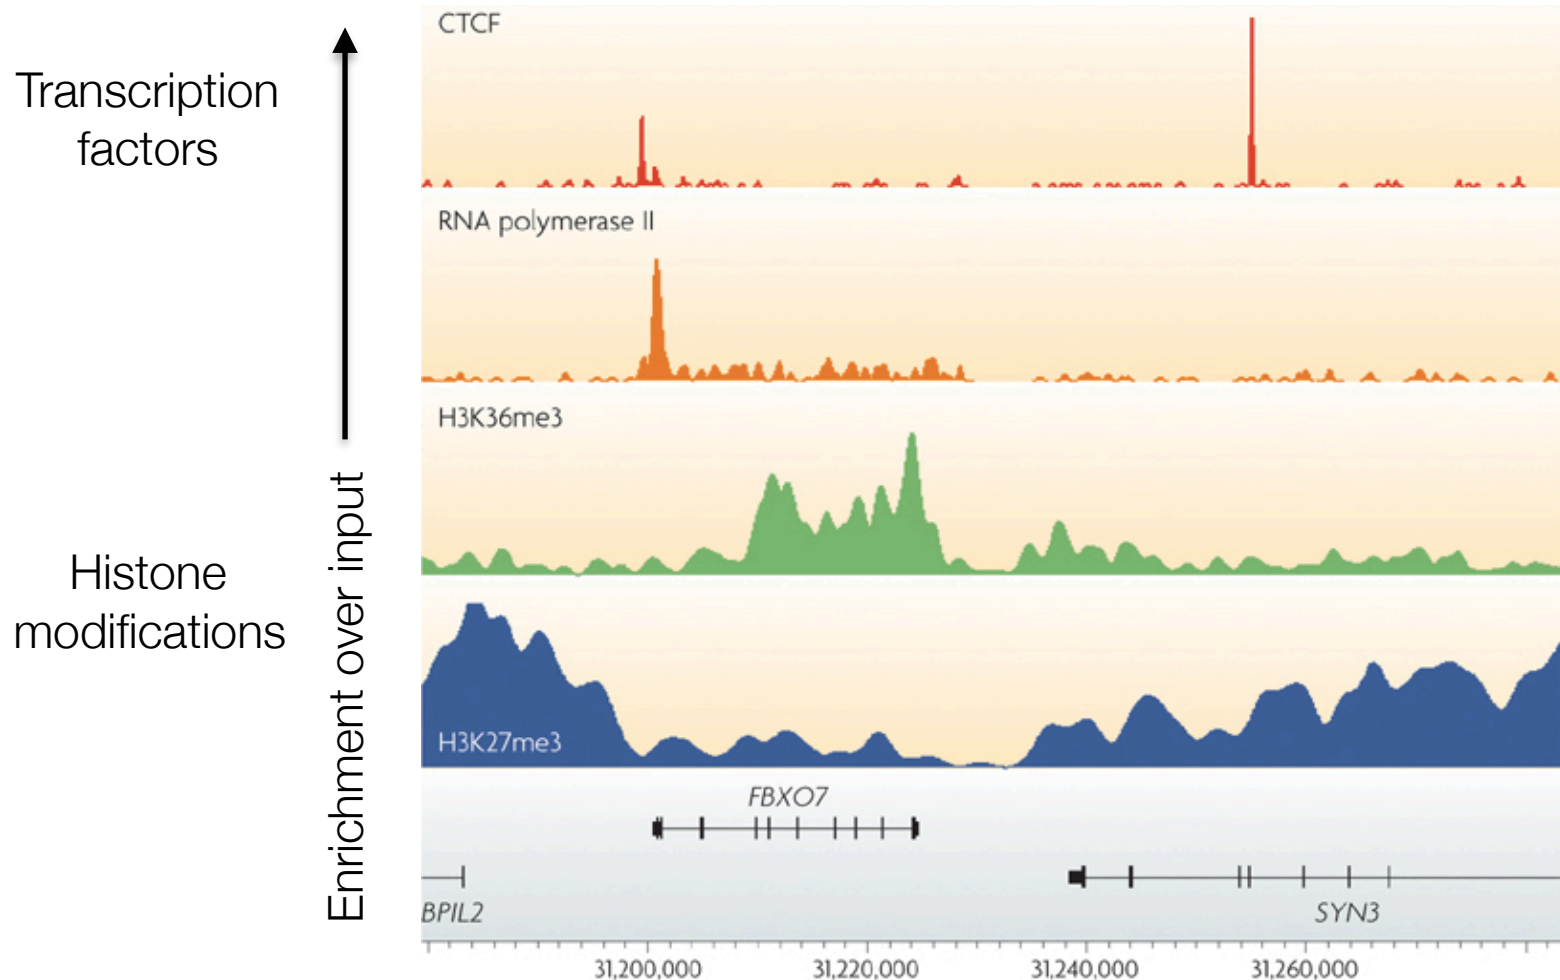 CTCF
Transcription
factors
RNA polymerase II
H3K36me3
Enrichment over input
Histone
modifications
H3K27me3
FBXO7
BPIL2
SYN3
31,200,000
31,220,000
31,240,000
31,260,000